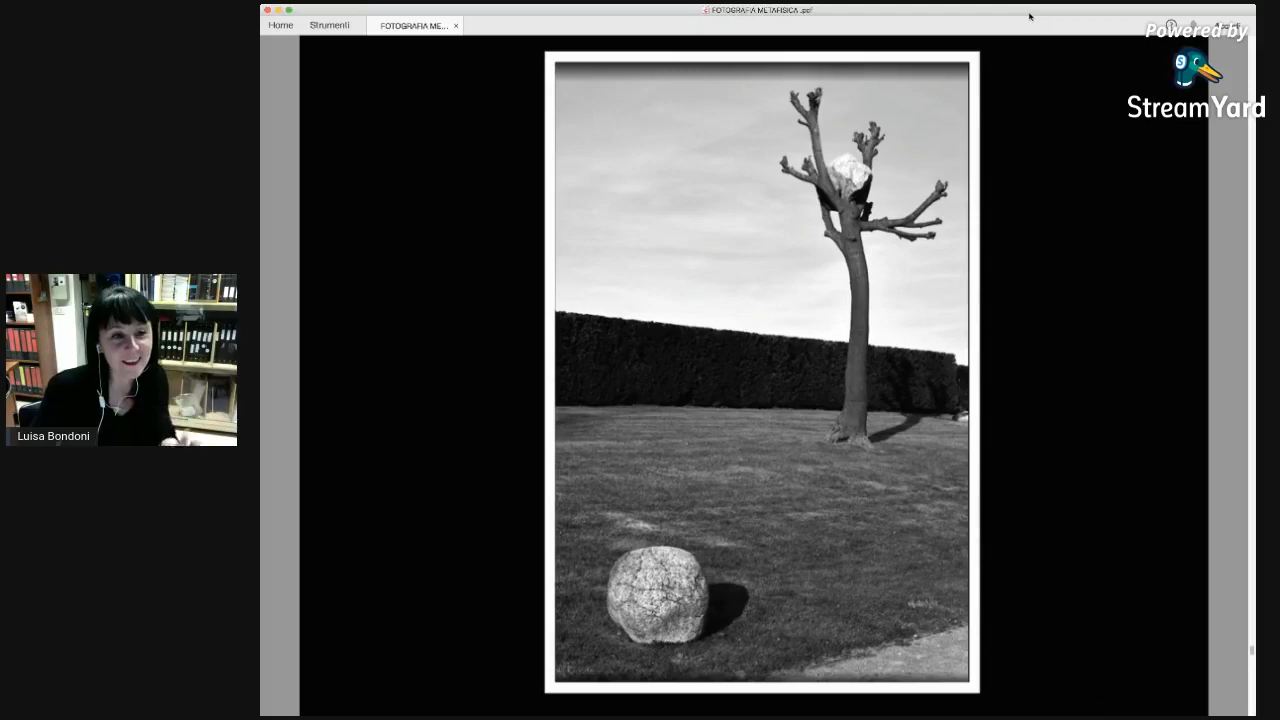 FOTOGRAFIA METAFISICA .pdf
Home
Strumenti
FOTOGRAFIA ME... ×
Powered by
S
StreamYard
Luisa Bondoni